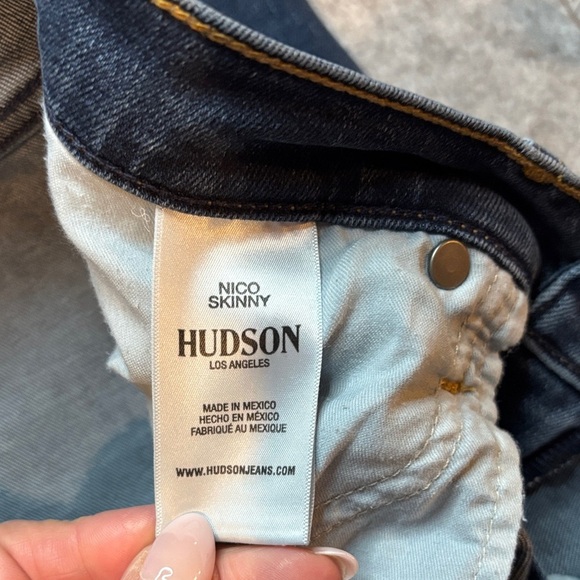 NICO
SKINNY
HUDSON
LOS ANGELES
MADE IN MEXICO
HECHO EN MÉXICO
FABRIQUÉ AU MEXIQUE
WWW.HUDSONJEANS.COM